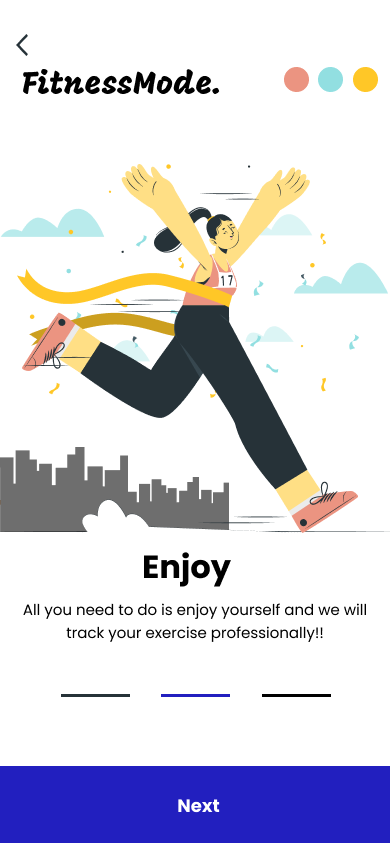 FitnessMode.
17
Enjoy
All you need to do is enjoy yourself and we will
track your exercise professionally!!
Next